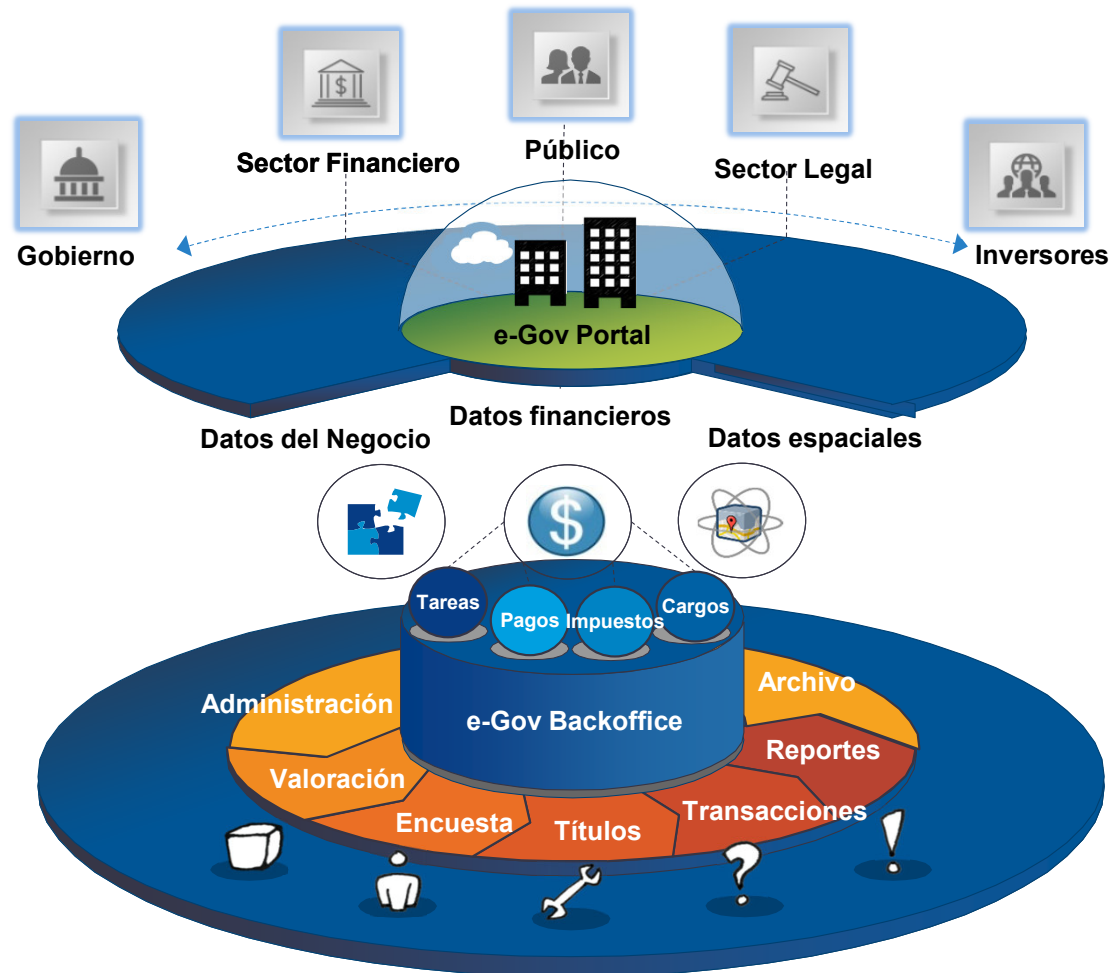 Público
Sector Financiero
Sector Legal
Gobierno
Inversores
e-Gov Portal
Datos del Negocio
Datos financieros
Datos espaciales
Tareas
Pagos
Impuestos
Cargos
Administración
e-Gov Backoffice
Archivo
Valoración
Reportes
Encuesta
Títulos
Transacciones